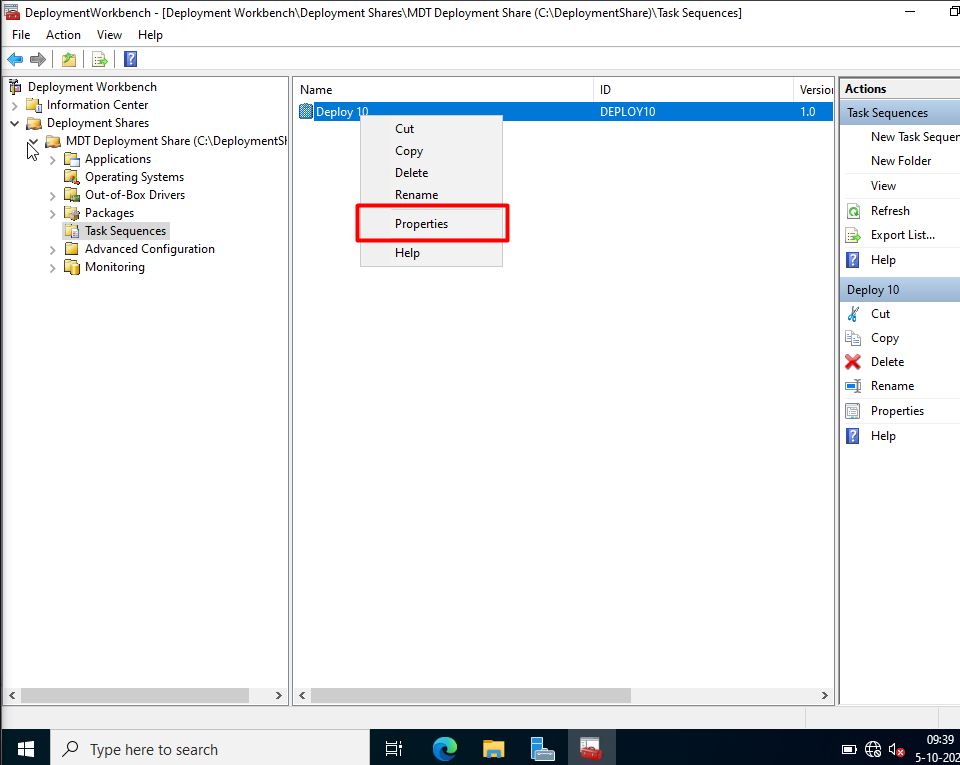 DeploymentWorkbench - [Deployment Workbench\Deployment Shares\MDT Deployment Share (C:\DeploymentShare)\Task Sequences]
File Action View Help
Deployment Workbench
Information Center
Deployment Shares
MDT Deployment Share (C:\DeploymentSh
Applications
Operating Systems
Out-of-Box Drivers
Packages
Task Sequences
Advanced Configuration
Monitoring
Name ID Version
Deploy 10 DEPLOY10 1.0
Cut
Copy
Delete
Rename
Properties
Help
Actions
Task Sequences
New Task Sequen
New Folder
View
Refresh
Export List...
Help
Deploy 10
Cut
Copy
Delete
Rename
Properties
Help
Type here to search
09:39
5-10-202